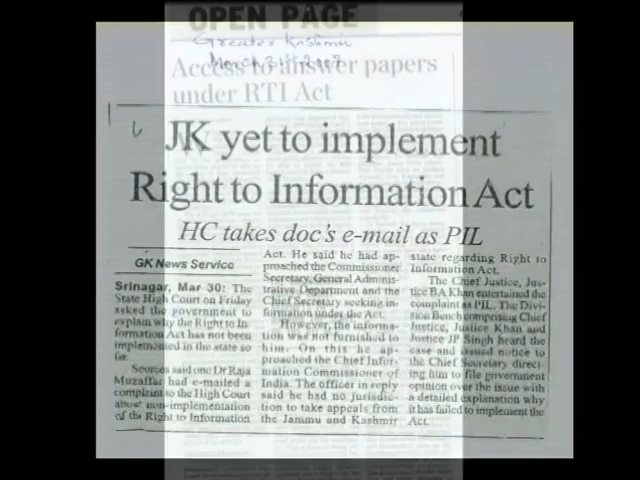 OPEN PAGE
Greater Kashmir
March 31st 2007
Access to answer papers
under RTI Act
JK yet to implement
Right to Information Act
HC takes doc's e-mail as PIL
GK News Service
Srinagar, Mar 30: The
State High Court on Friday
asked the government to
explain why the Right to In-
formation Act has not been
implemented in the state so
far.
Sources said one Dr Raja
Muzaffar had e-mailed a
complaint to the High Court
about non-implementation
of the Right to Information
Act. He said he had ap-
proached the Commissioner
Secretary, General Adminis-
trative Department and the
Chief Secretary seeking in-
formation under the Act.
However, the informa-
tion was not furnished to
him. On this he ap-
proached the Chief Infor-
mation Commissioner of
India. The officer in reply
said he had no jurisdic-
tion to take appeals from
the Jammu and Kashmir
state regarding Right to
Information Act.
The Chief Justice, Jus-
tice BA Khan entertained the
complaint as PIL. The Divi-
sion Bench comprising Chief
Justice, Justice Khan and
Justice JP Singh heard the
case and issued notice to
the Chief Secretary direct-
ing him to file government
opinion over the issue with
a detailed explanation why
it has failed to implement the
Act.